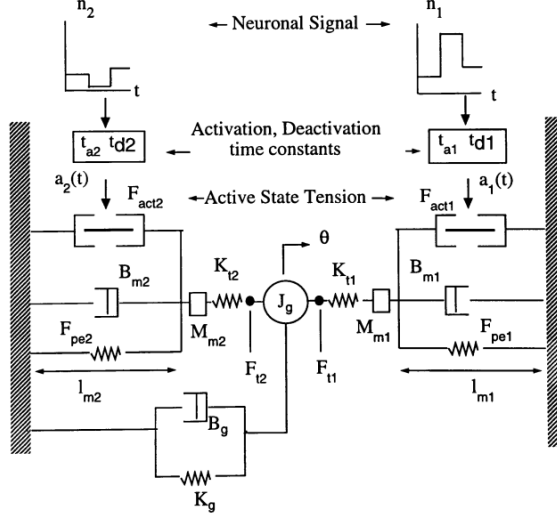 n2
Neuronal Signal
n1
t
t
ta2 td2
Activation, Deactivation
time constants
ta1 td1
a2(t)
Fact2
Active State Tension
Fact1
a1(t)
θ
Bm2
Kt2
Kt1
Bm1
Jg
Fpe2
Mm2
Mm1
Fpe1
Ft2
Ft1
lm2
lm1
Bg
Kg